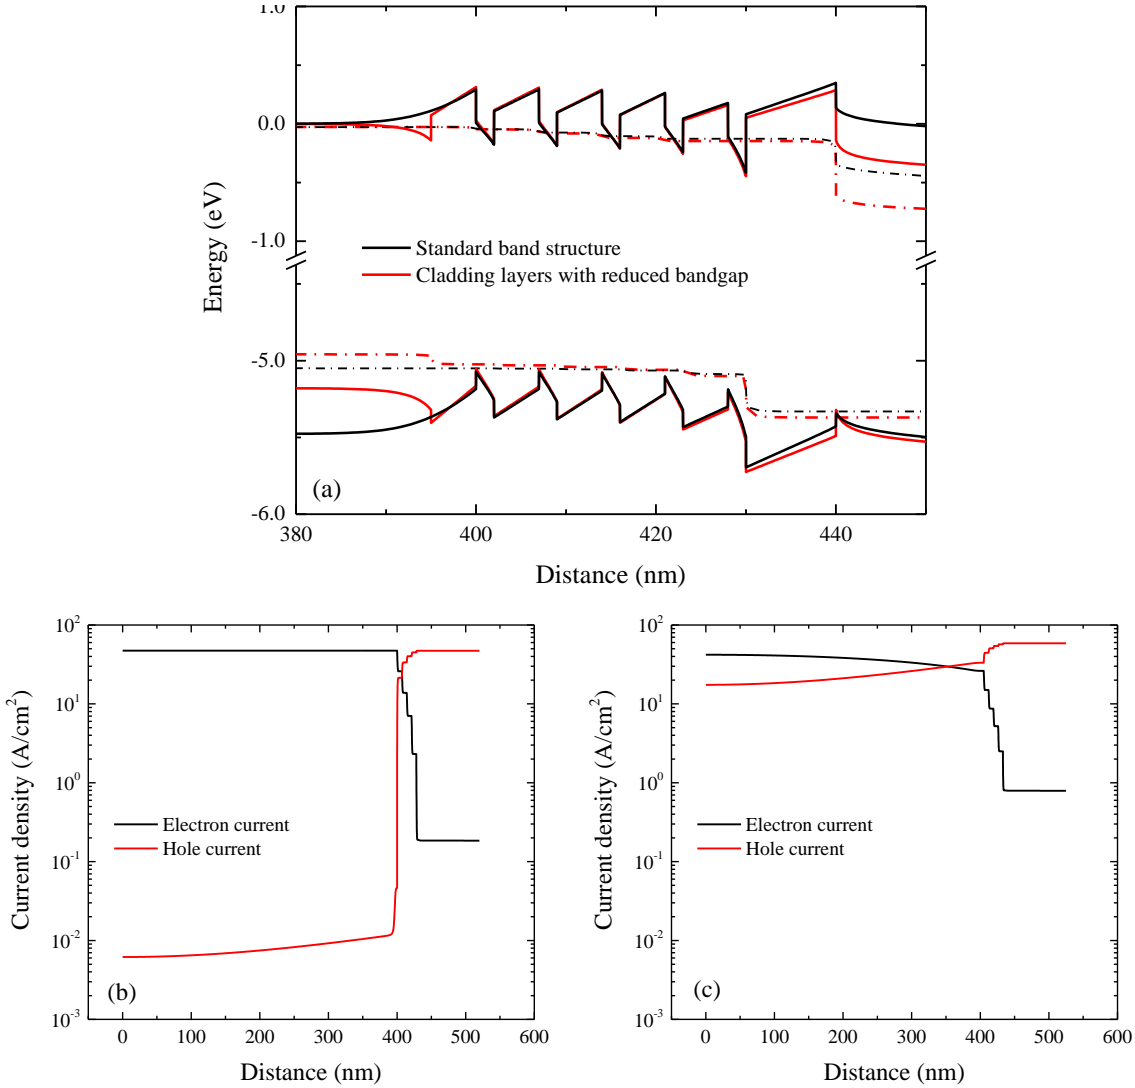 1.0
0.0
-1.0
-5.0
-6.0
Energy (eV)
Standard band structure
Cladding layers with reduced bandgap
(a)
380 400 420 440
Distance (nm)
10^2
10^1
10^0
10^-1
10^-2
10^-3
Current density (A/cm^2)
Electron current
Hole current
(b)
0 100 200 300 400 500 600
Distance (nm)
10^2
10^1
10^0
10^-1
10^-2
10^-3
Current density (A/cm^2)
Electron current
Hole current
(c)
0 100 200 300 400 500 600
Distance (nm)